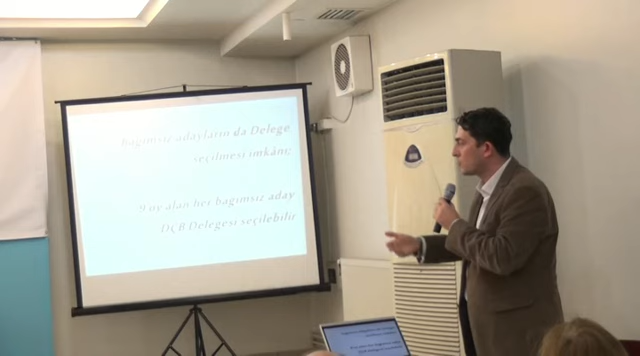 bağımsız adayların da Delege
seçilmesi imkânı;
9 oy alan her bağımsız aday
DÇB Delegesi seçilebilir